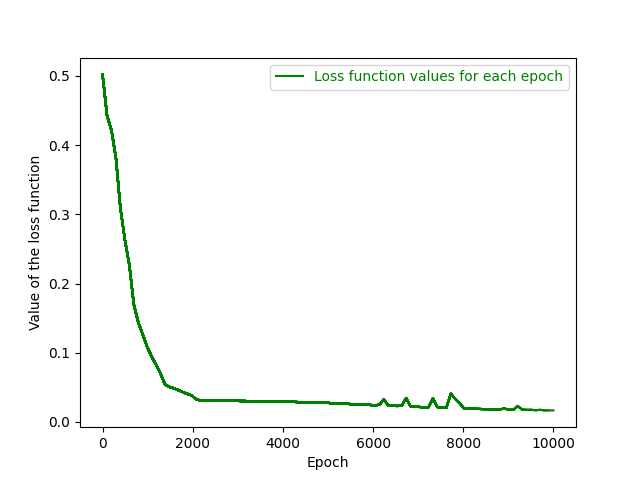 Loss function values for each epoch
0.5
0.4
0.3
0.2
0.1
0.0
Value of the loss function
0 2000 4000 6000 8000 10000
Epoch